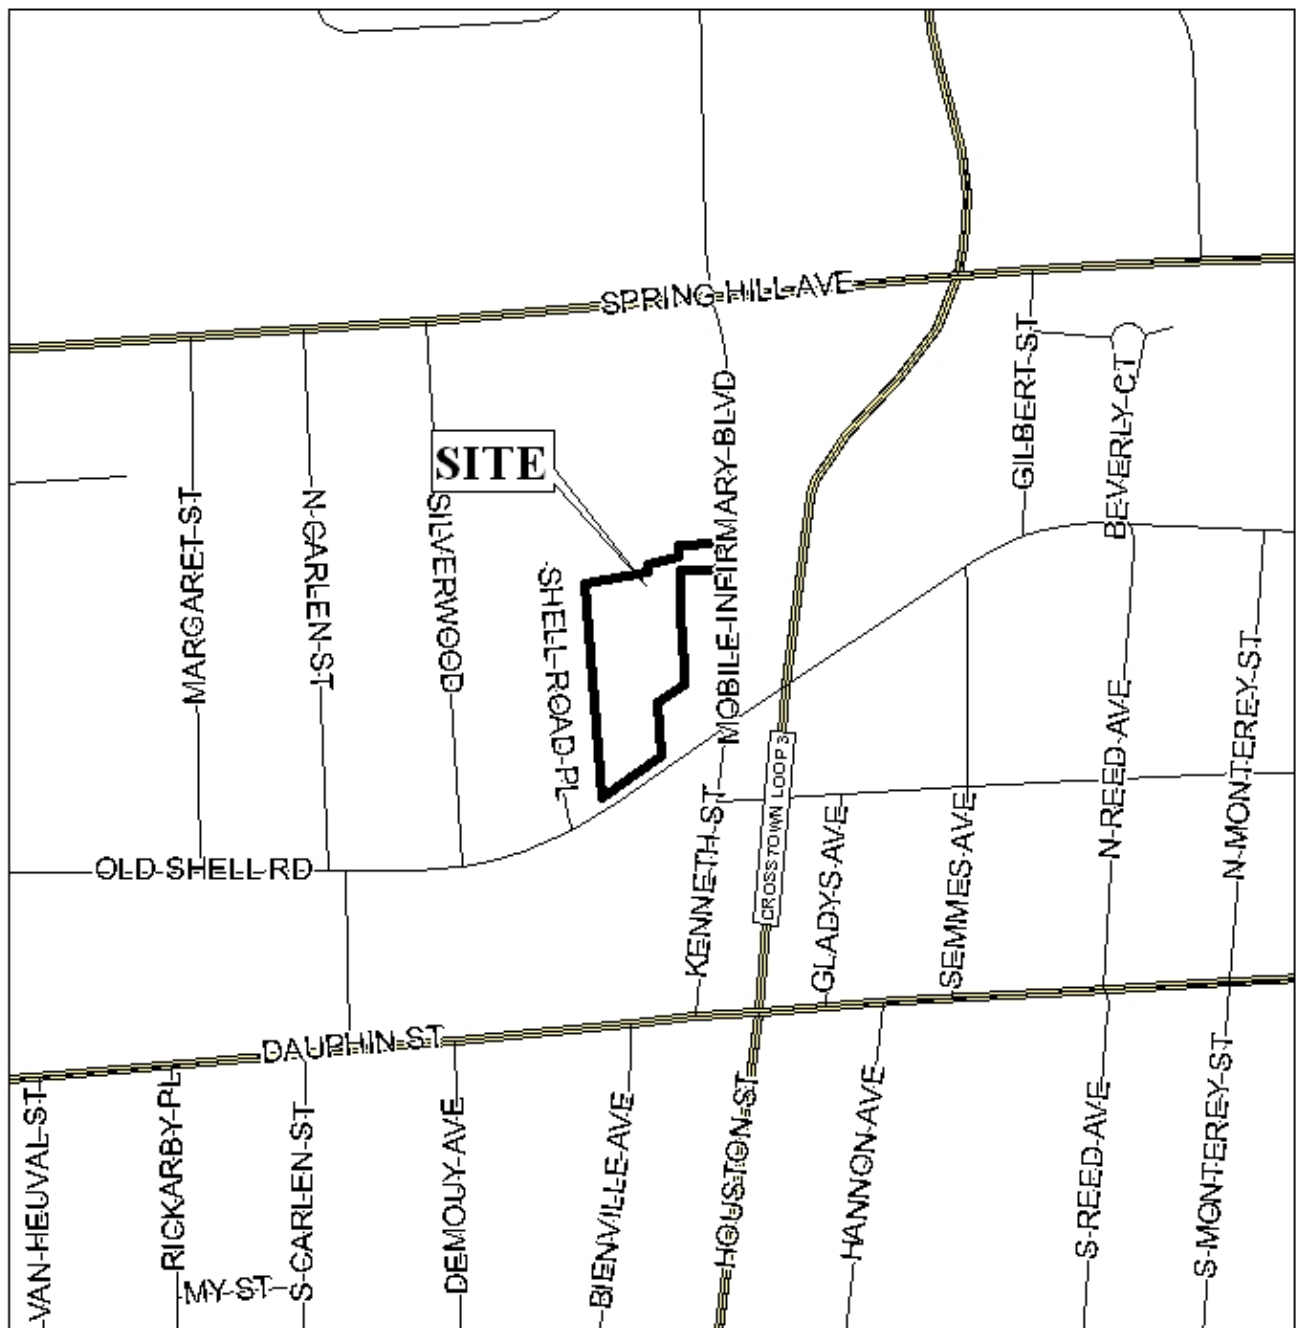 SPRING HILL AVE
GILBERT ST
BEVERLY CT
MOBILE INFIRMARY BLVD
SITE
MARGARET ST
N CARLEN ST
SILVERWOOD
SHELL ROAD PL
N REED AVE
N MONTEREY ST
CROSSTOWN LOOP 3
KENNETH ST
GLADYS AVE
SEMMES AVE
OLD SHELL RD
DAUPHIN ST
VAN HEUVAL ST
RICKARBY PL
MY ST
S CARLEN ST
DEMOUY AVE
BIENVILLE AVE
HOUSTON ST
HANNON AVE
S REED AVE
S MONTEREY ST